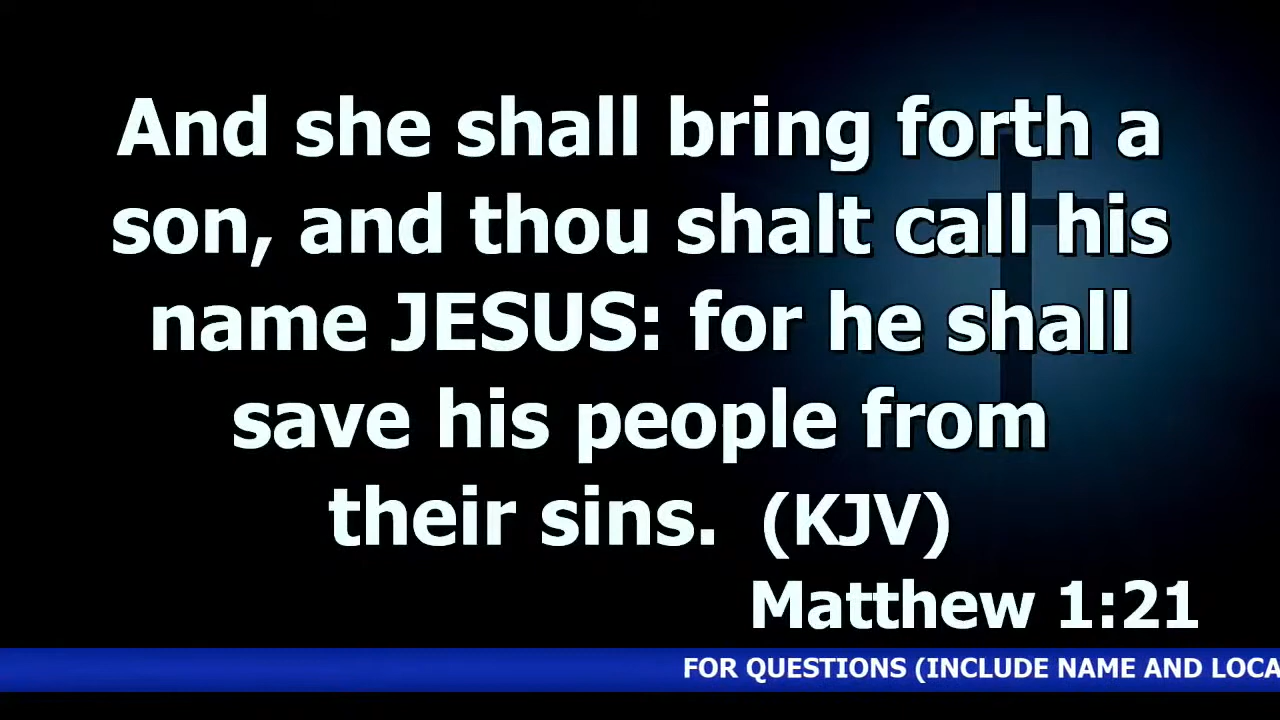 And she shall bring forth a
son, and thou shalt call his
name JESUS: for he shall
save his people from
their sins.  (KJV)
Matthew 1:21
FOR QUESTIONS (INCLUDE NAME AND LOCA